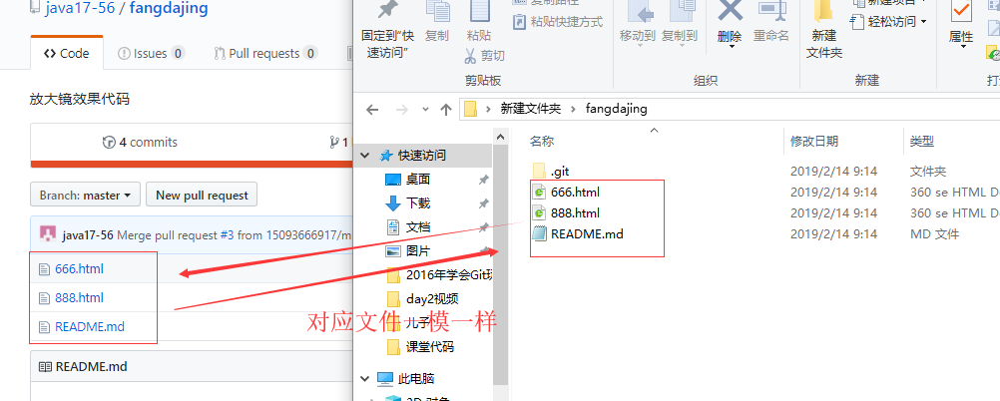 java17-56 / fangdajing
Code
Issues 0
Pull requests 0
放大镜效果代码
4 commits
1
Branch: master
New pull request
java17-56 Merge pull request #3 from 15093666917/m
666.html
888.html
README.md
README.md
固定到"快
速访问"
复制
粘贴
复制路径
粘贴快捷方式
剪切
剪贴板
移动到
复制到
删除
重命名
组织
新建
文件夹
新建项目
轻松访问
新建
属性
打
新建文件夹
fangdajing
快速访问
桌面
下载
文档
图片
2016年学会Git
day2视频
儿子
课堂代码
此电脑
3D 对象
名称
修改日期
类型
.git
2019/2/14 9:14
文件夹
666.html
2019/2/14 9:14
360 se HTML D
888.html
2019/2/14 9:14
360 se HTML D
README.md
2019/2/14 9:14
MD 文件
对应文件一模一样